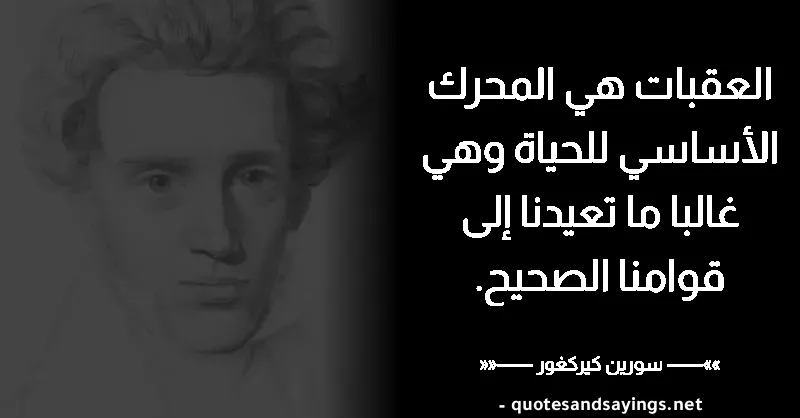 العقبات هي المحرك
الأساسي للحياة وهي
غالبا ما تعيدنا إلى
قوامنا الصحيح.
»»—— سورين كيركغور ——««
- quotesandsayings.net